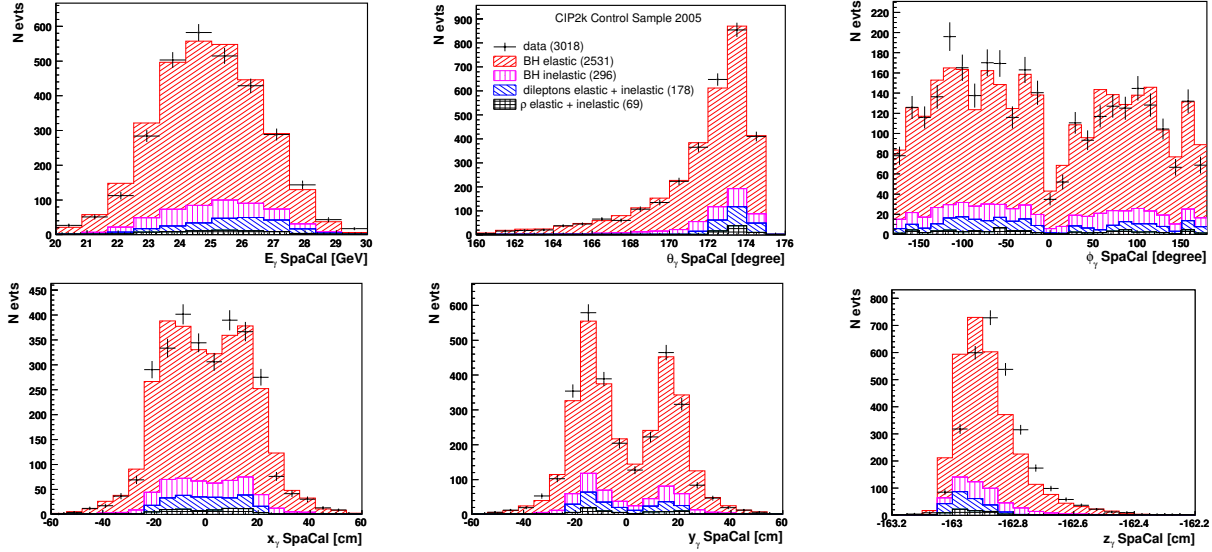 N evts
600
500
400
300
200
100
0
20 21 22 23 24 25 26 27 28 29 30
E_γ SpaCal [GeV]
N evts
900
800
700
600
500
400
300
200
100
0
CIP2k Control Sample 2005
data (3018)
BH elastic (2531)
BH inelastic (296)
dileptons elastic + inelastic (178)
ρ elastic + inelastic (69)
160 162 164 166 168 170 172 174 176
θ_γ SpaCal [degree]
N evts
220
200
180
160
140
120
100
80
60
40
20
0
-150 -100 -50 0 50 100 150
ϕ_γ SpaCal [degree]
N evts
450
400
350
300
250
200
150
100
50
0
-60 -40 -20 0 20 40 60
x_γ SpaCal [cm]
N evts
600
400
200
0
-60 -40 -20 0 20 40 60
y_γ SpaCal [cm]
N evts
800
700
600
500
400
300
200
100
0
-163.2 -163 -162.8 -162.6 -162.4 -162.2
z_γ SpaCal [cm]